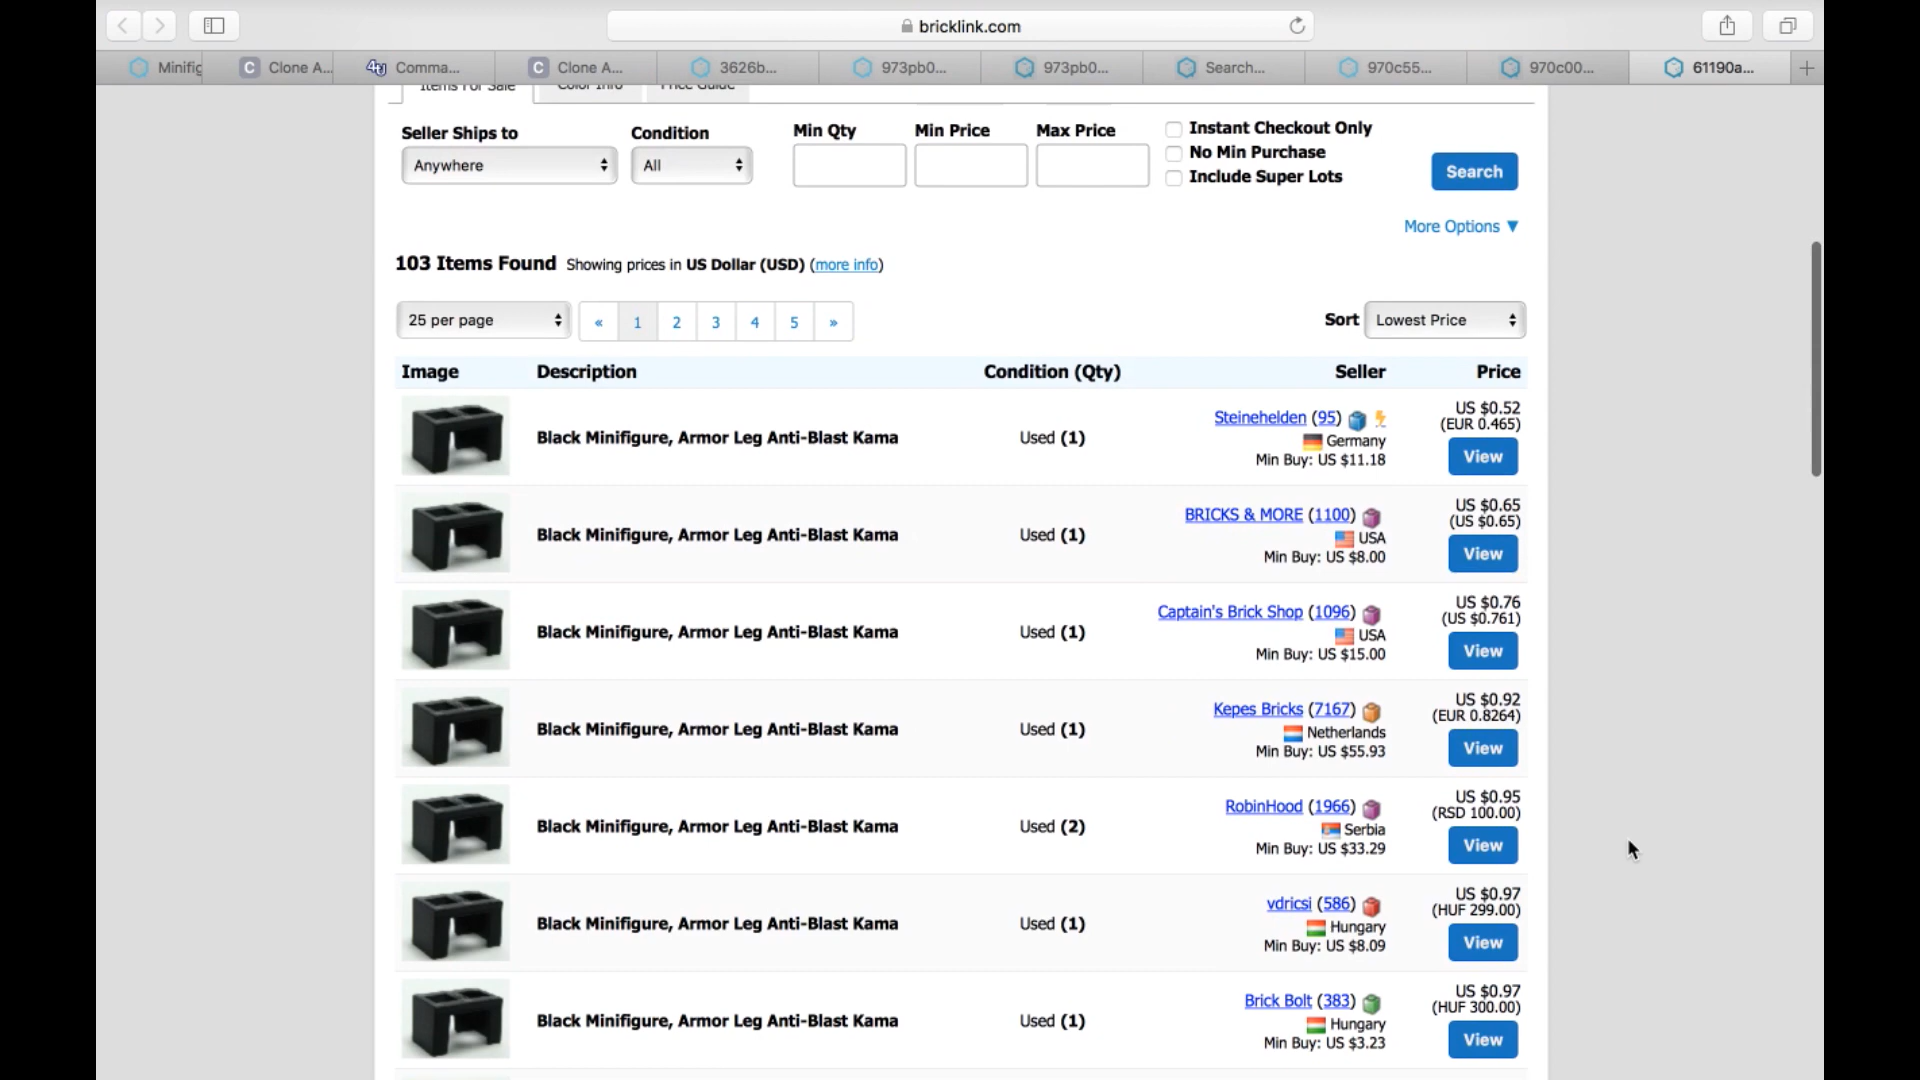 bricklink.com
Minifig
Clone A...
Comma...
Clone A...
3626b...
973pb0...
973pb0...
Search...
970c55...
970c00...
61190a...
Items For Sale
Color Info
Price Guide
Seller Ships to
Condition
Min Qty
Min Price
Max Price
Instant Checkout Only
No Min Purchase
Include Super Lots
Anywhere
All
Search
More Options ▼
103 Items Found Showing prices in US Dollar (USD) (more info)
25 per page
« 1 2 3 4 5 »
Sort Lowest Price
Image Description Condition (Qty) Seller Price
Black Minifigure, Armor Leg Anti-Blast Kama
Used (1)
Steinehelden (95)
Germany
Min Buy: US $11.18
US $0.52
(EUR 0.465)
View
Black Minifigure, Armor Leg Anti-Blast Kama
Used (1)
BRICKS & MORE (1100)
USA
Min Buy: US $8.00
US $0.65
(US $0.65)
View
Black Minifigure, Armor Leg Anti-Blast Kama
Used (1)
Captain's Brick Shop (1096)
USA
Min Buy: US $15.00
US $0.76
(US $0.761)
View
Black Minifigure, Armor Leg Anti-Blast Kama
Used (1)
Kepes Bricks (7167)
Netherlands
Min Buy: US $55.93
US $0.92
(EUR 0.8264)
View
Black Minifigure, Armor Leg Anti-Blast Kama
Used (2)
RobinHood (1966)
Serbia
Min Buy: US $33.29
US $0.95
(RSD 100.00)
View
Black Minifigure, Armor Leg Anti-Blast Kama
Used (1)
vdricsi (586)
Hungary
Min Buy: US $8.09
US $0.97
(HUF 299.00)
View
Black Minifigure, Armor Leg Anti-Blast Kama
Used (1)
Brick Bolt (383)
Hungary
Min Buy: US $3.23
US $0.97
(HUF 300.00)
View